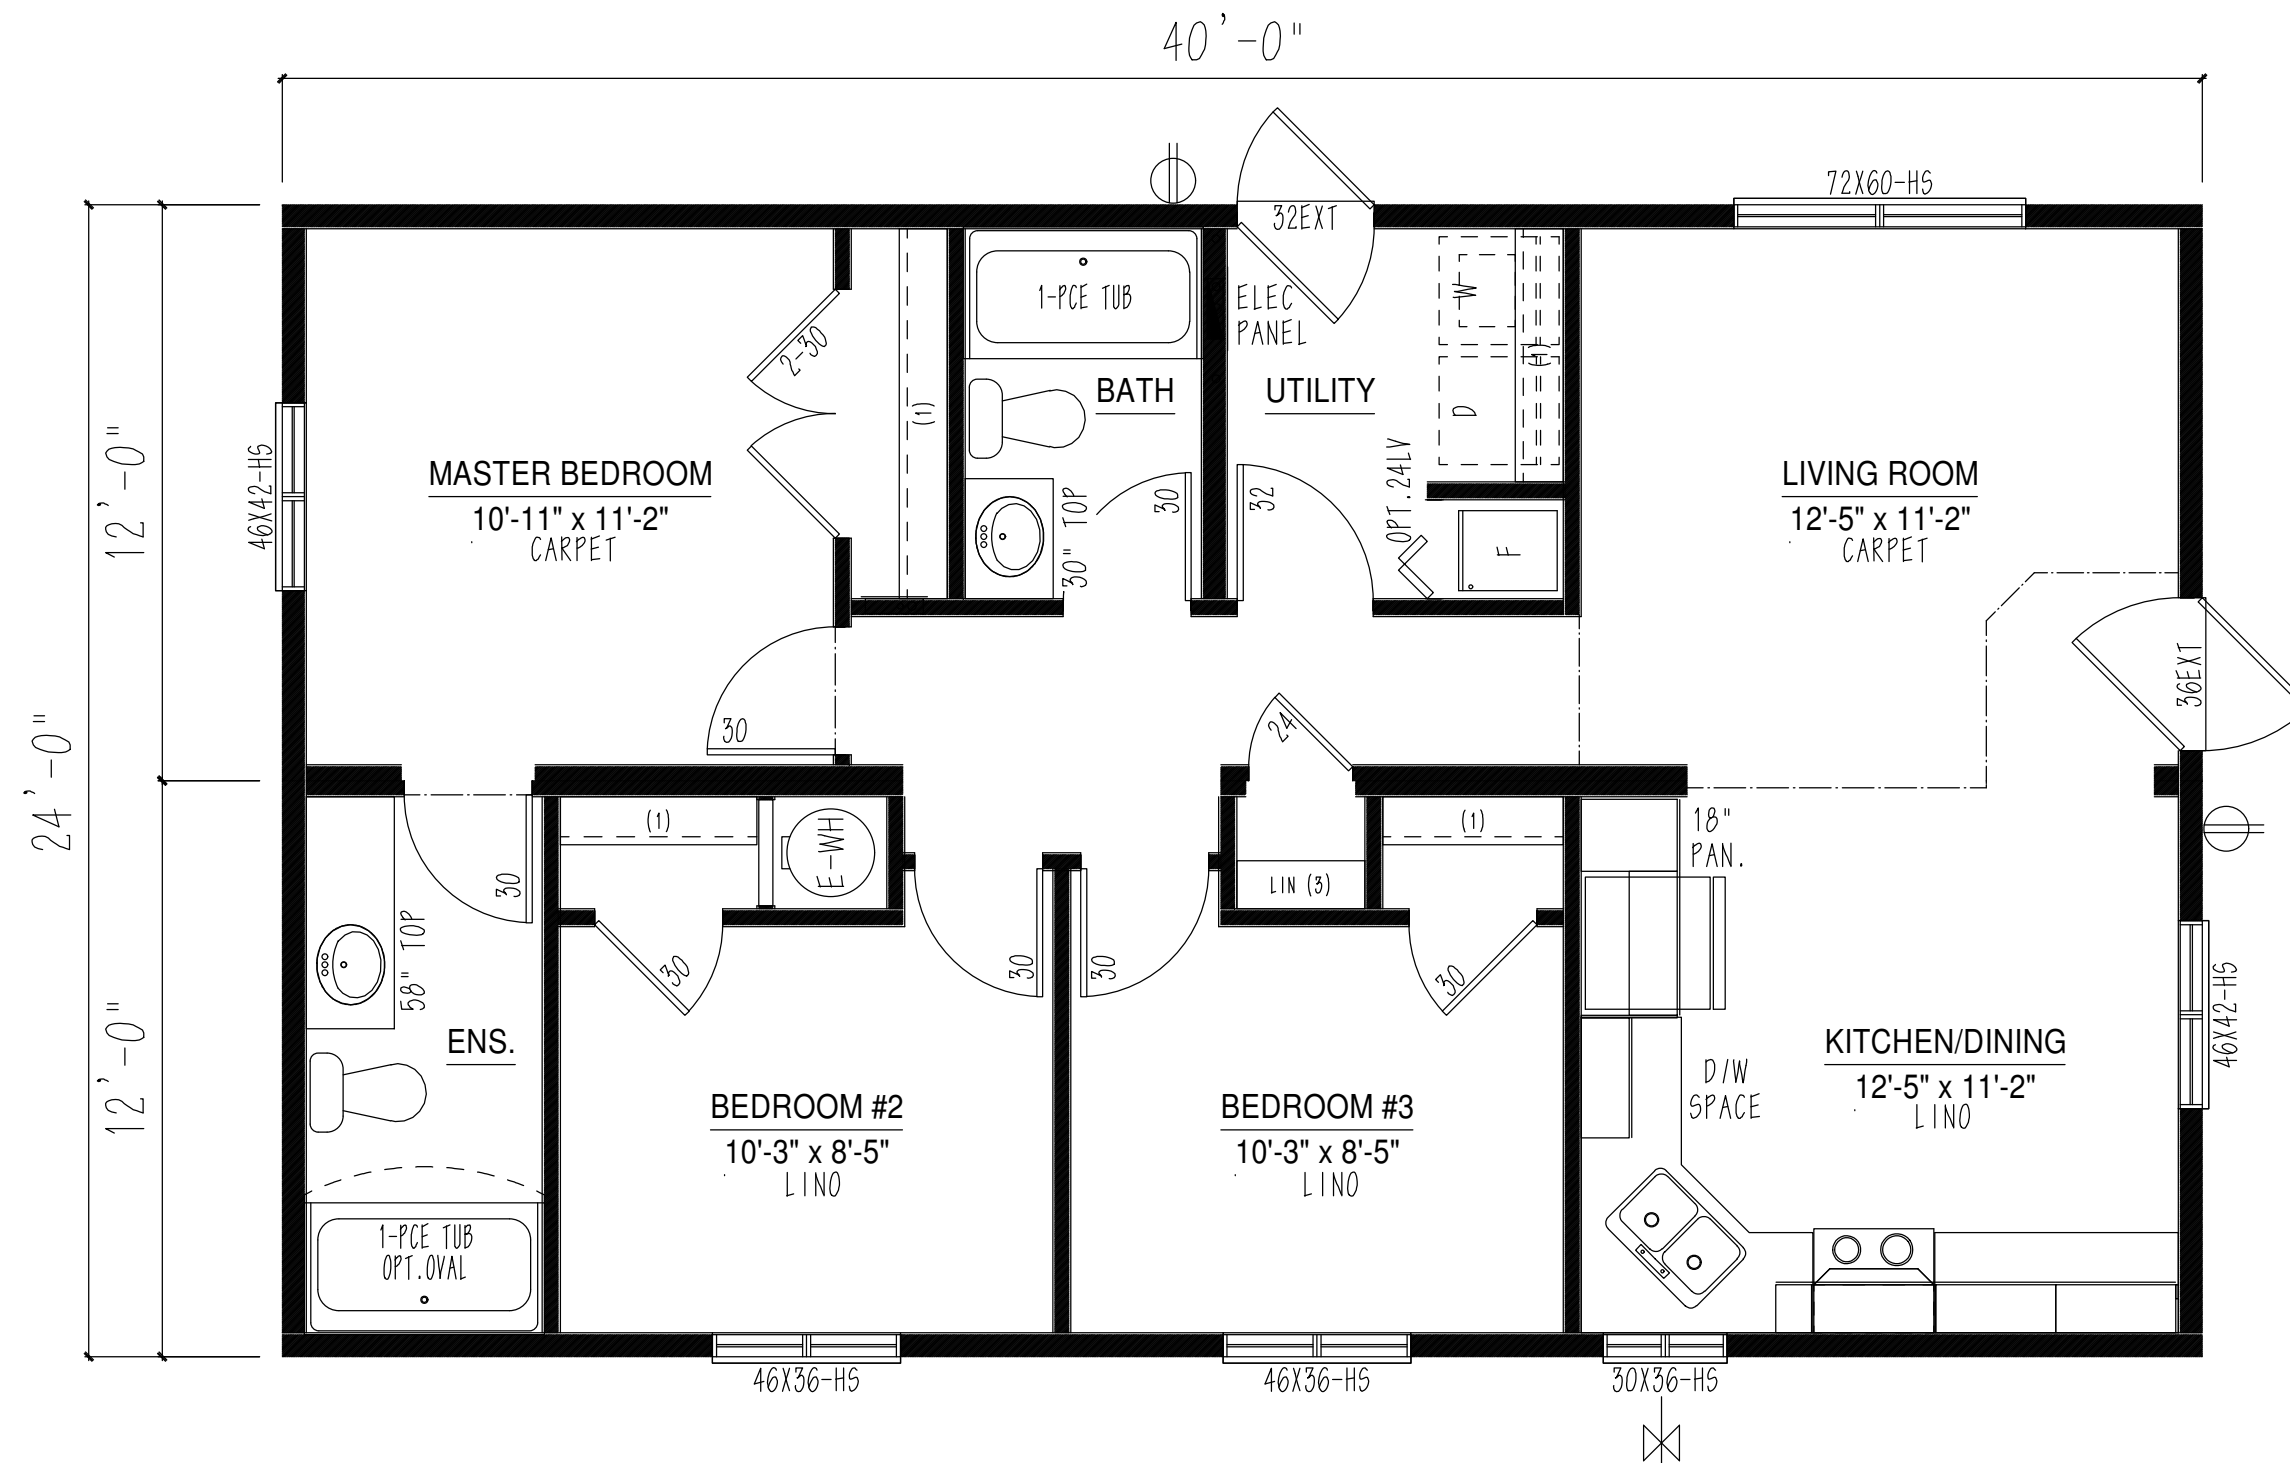 40'-0"
72X60-HS
32EXT
1-PCE TUB
ELEC
PANEL
W
(1)
2-30
BATH
UTILITY
D
(1)
12'-0"
46X42-HS
MASTER BEDROOM
10'-11" x 11'-2"
CARPET
30" TOP
30
32
OPT.24LV
F
LIVING ROOM
12'-5" x 11'-2"
CARPET
36EXT
30
24
24'-0"
(1)
E-WH
(1)
18"
PAN.
30
LIN (3)
58" TOP
30
30
30
30
46X42-HS
ENS.
KITCHEN/DINING
12'-5" x 11'-2"
LINO
12'-0"
D/W
SPACE
BEDROOM #2
10'-3" x 8'-5"
LINO
BEDROOM #3
10'-3" x 8'-5"
LINO
1-PCE TUB
OPT.OVAL
46X36-HS
46X36-HS
30X36-HS